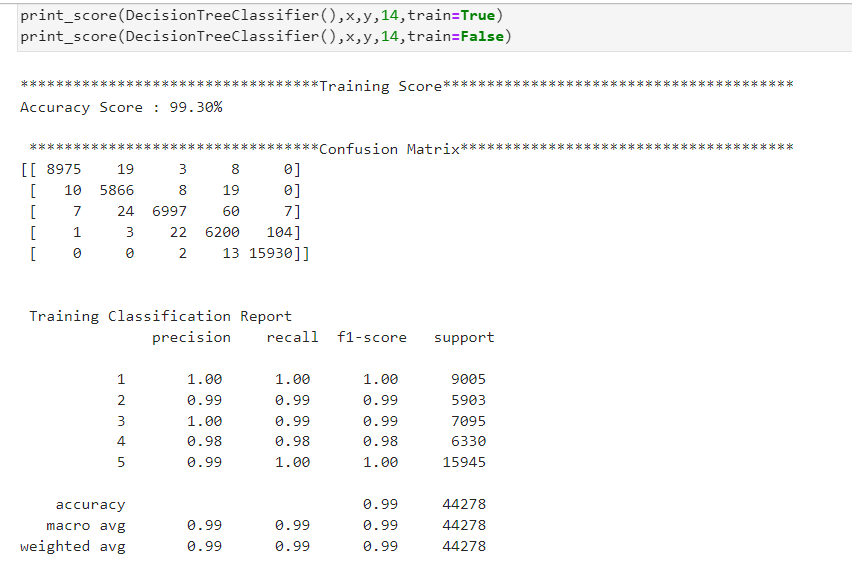 print_score(DecisionTreeClassifier(),x,y,14,train=True)
print_score(DecisionTreeClassifier(),x,y,14,train=False)
**********************************Training Score****************************************
Accuracy Score : 99.30%
*********************************Confusion Matrix**************************************
[[ 8975    19     3     8     0]
 [   10  5866     8    19     0]
 [    7    24  6997    60     7]
 [    1     3    22  6200   104]
 [    0     0     2    13 15930]]
Training Classification Report
precision    recall  f1-score   support
1       1.00      1.00      1.00      9005
2       0.99      0.99      0.99      5903
3       1.00      0.99      0.99      7095
4       0.98      0.98      0.98      6330
5       0.99      1.00      1.00     15945
accuracy                           0.99     44278
macro avg       0.99      0.99      0.99     44278
weighted avg       0.99      0.99      0.99     44278